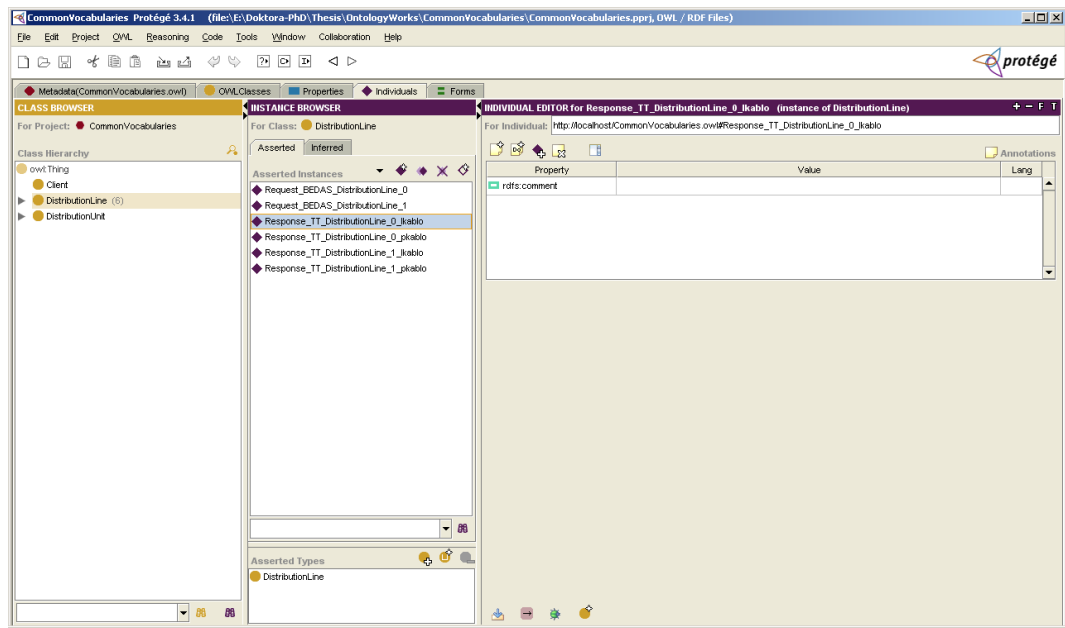 CommonVocabularies Protégé 3.4.1 (file:\E:\Doktora-PhD\Thesis\OntologyWorks\CommonVocabularies\CommonVocabularies.pprj, OWL / RDF Files)
File Edit Project OWL Reasoning Code Tools Window Collaboration Help
protégé
Metadata(CommonVocabularies.owl) OWLClasses Properties Individuals Forms
CLASS BROWSER
For Project: CommonVocabularies
Class Hierarchy
owl:Thing
Client
DistributionLine (6)
DistributionUnit
INSTANCE BROWSER
For Class: DistributionLine
Asserted Inferred
Asserted Instances
Request_BEDAS_DistributionLine_0
Request_BEDAS_DistributionLine_1
Response_TT_DistributionLine_0_lkablo
Response_TT_DistributionLine_0_pkablo
Response_TT_DistributionLine_1_lkablo
Response_TT_DistributionLine_1_pkablo
Asserted Types
DistributionLine
INDIVIDUAL EDITOR for Response_TT_DistributionLine_0_lkablo (instance of DistributionLine) + - F T
For Individual: http://localhost/CommonVocabularies.owl#Response_TT_DistributionLine_0_lkablo
Annotations
Property Value Lang
rdfs:comment